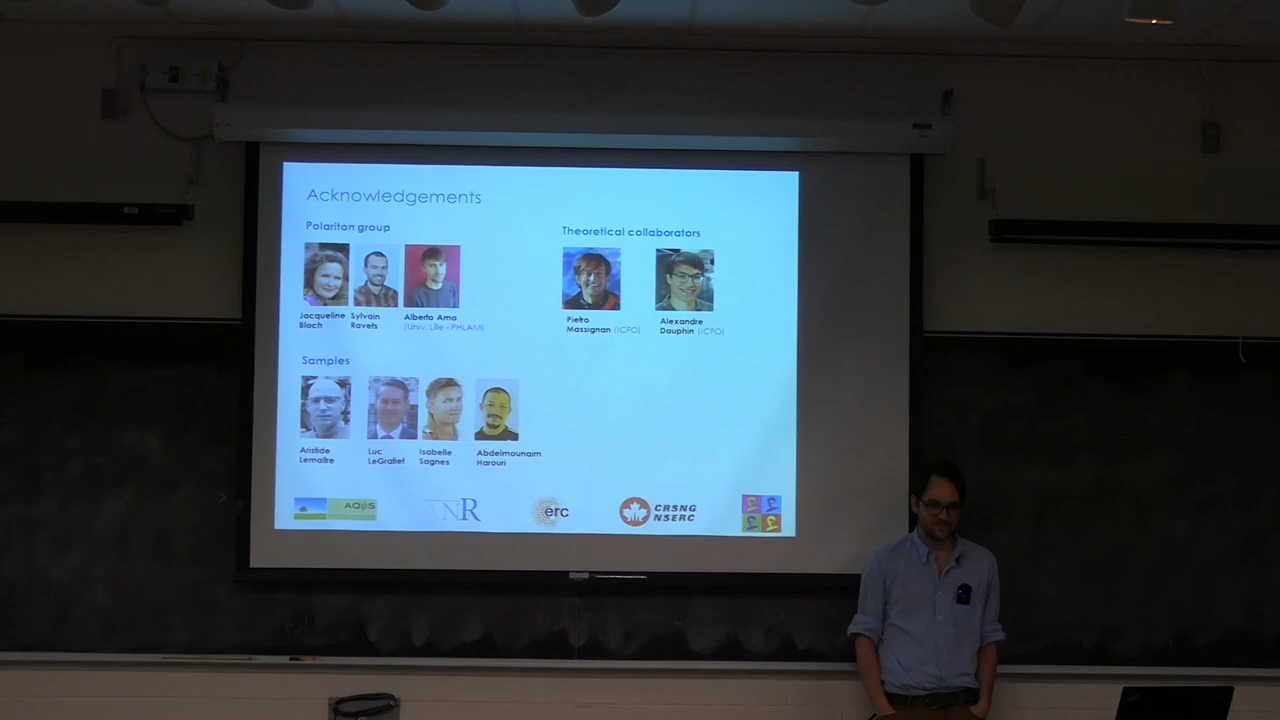 Acknowledgements
Polariton group
Theoretical collaborators
Jacqueline
Bloch
Sylvain
Ravets
Alberto Amo
(Univ. Lille - PHLAM)
Pietro
Massignan (ICFO)
Alexandre
Dauphin (ICFO)
Samples
Aristide
Lemaître
Luc
LeGratiet
Isabelle
Sagnes
Abdelmounaim
Harouri
ANR
erc
CRSNG
NSERC